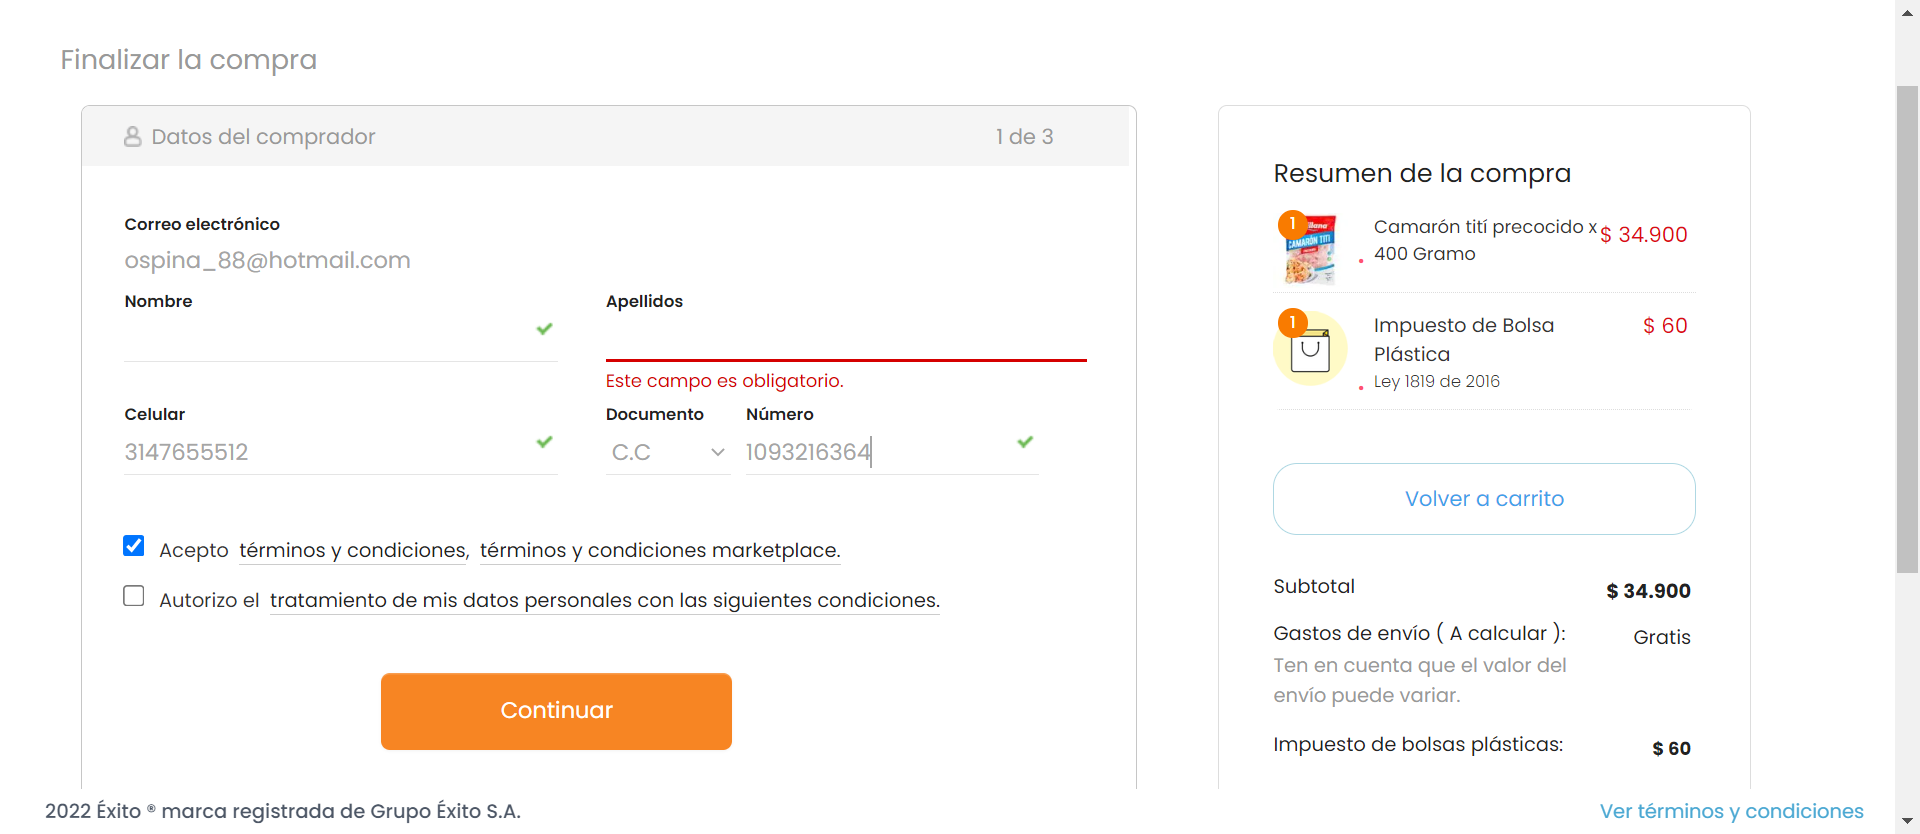 Finalizar la compra
Datos del comprador
1 de 3
Correo electrónico
ospina_88@hotmail.com
Nombre
Apellidos
Este campo es obligatorio.
Celular
3147655512
Documento
C.C
Número
1093216364
Acepto términos y condiciones, términos y condiciones marketplace.
Autorizo el tratamiento de mis datos personales con las siguientes condiciones.
Continuar
Resumen de la compra
1
CAMARÓN TITÍ
Camarón tití precocido x
400 Gramo
$ 34.900
1
Impuesto de Bolsa
Plástica
Ley 1819 de 2016
$ 60
Volver a carrito
Subtotal
$ 34.900
Gastos de envío ( A calcular ):
Gratis
Ten en cuenta que el valor del
envío puede variar.
Impuesto de bolsas plásticas:
$ 60
2022 Éxito ® marca registrada de Grupo Éxito S.A.
Ver términos y condiciones